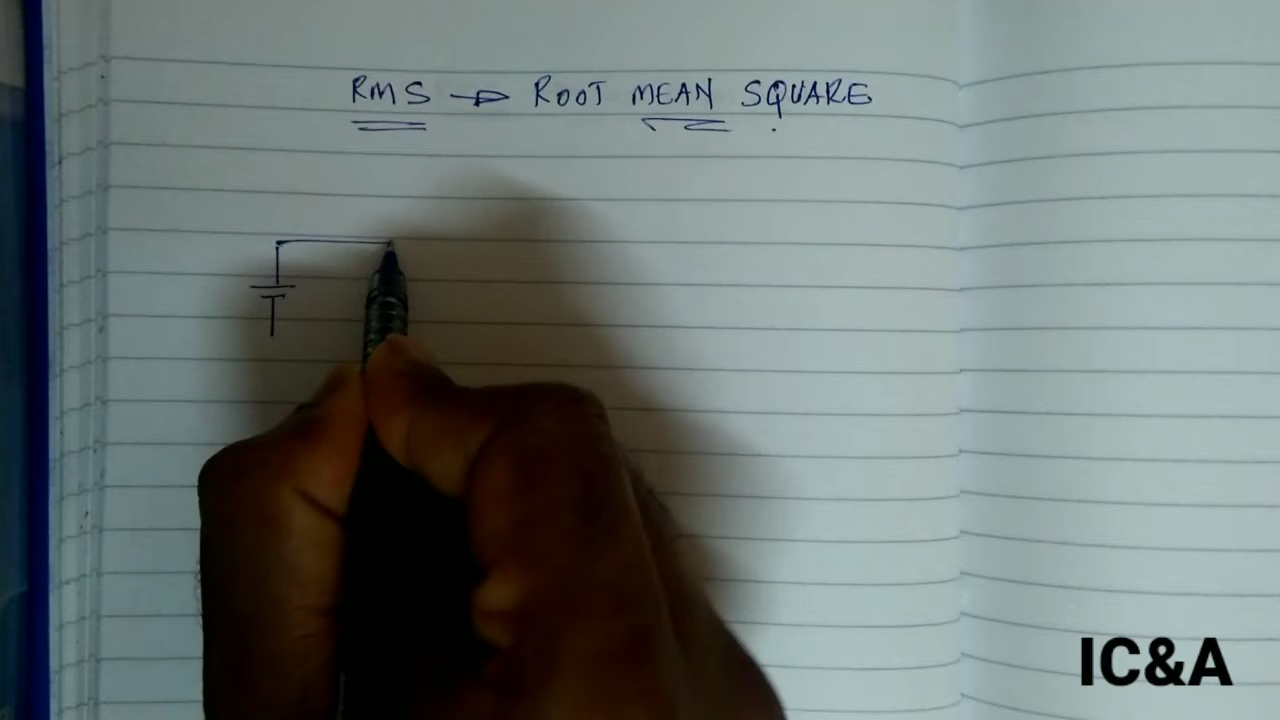 RMS → ROOT MEAN SQUARE
IC&A